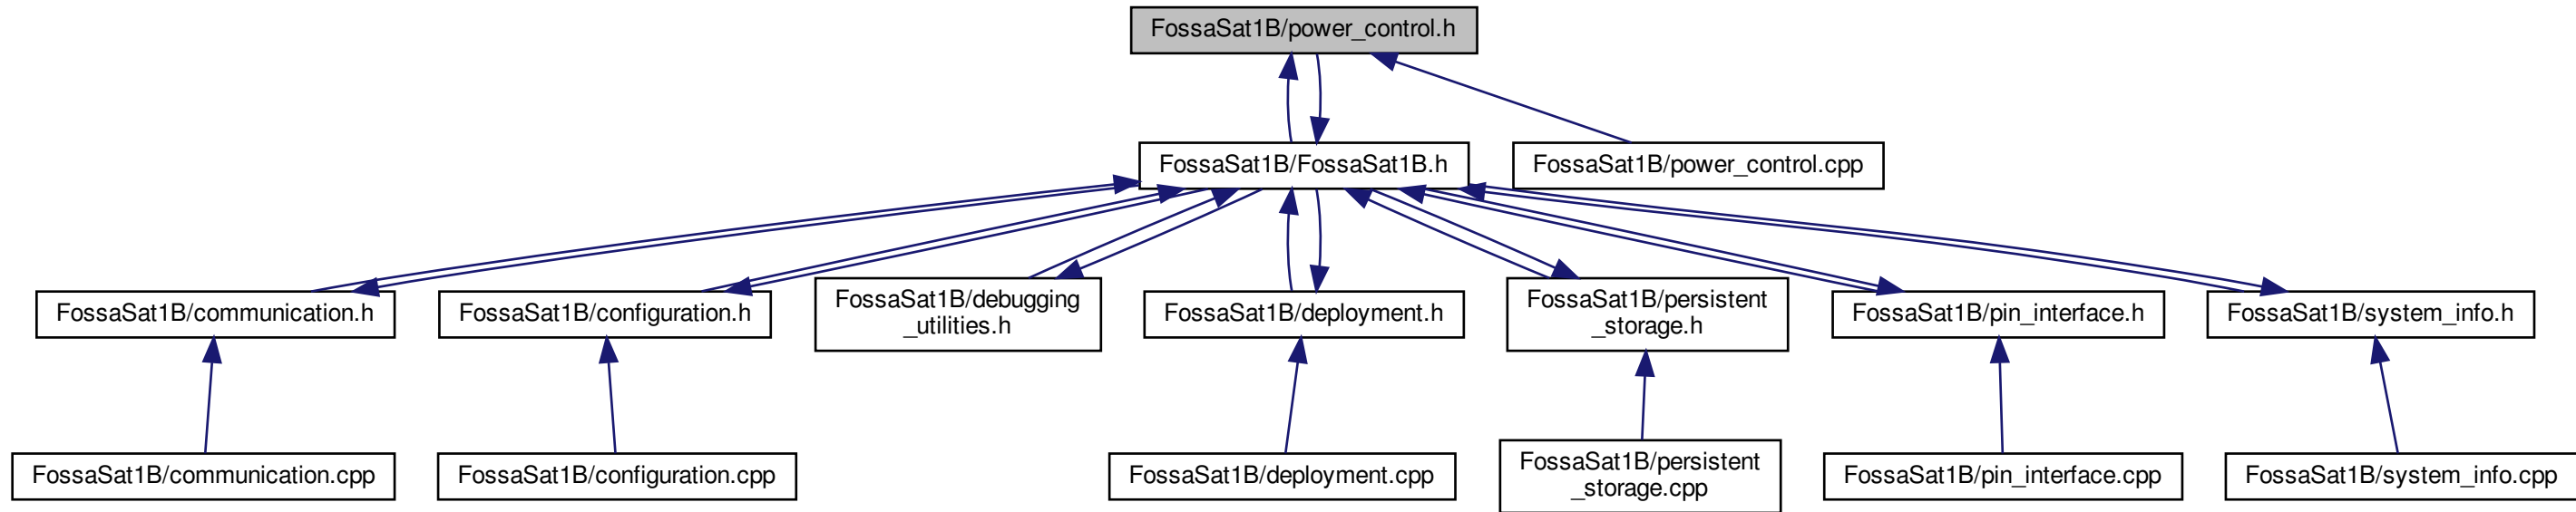 FossaSat1B/power_control.h
FossaSat1B/FossaSat1B.h
FossaSat1B/power_control.cpp
FossaSat1B/communication.h
FossaSat1B/configuration.h
FossaSat1B/debugging
_utilities.h
FossaSat1B/deployment.h
FossaSat1B/persistent
_storage.h
FossaSat1B/pin_interface.h
FossaSat1B/system_info.h
FossaSat1B/communication.cpp
FossaSat1B/configuration.cpp
FossaSat1B/deployment.cpp
FossaSat1B/persistent
_storage.cpp
FossaSat1B/pin_interface.cpp
FossaSat1B/system_info.cpp